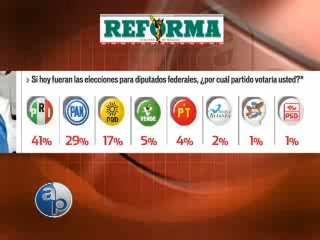 REFORMA
> Si hoy fueran las elecciones para diputados federales, ¿por cuál partido votaría usted?*
PRI PAN PRD VERDE PT ALIANZA PSD
41% 29% 17% 5% 4% 2% 1% 1%
ap